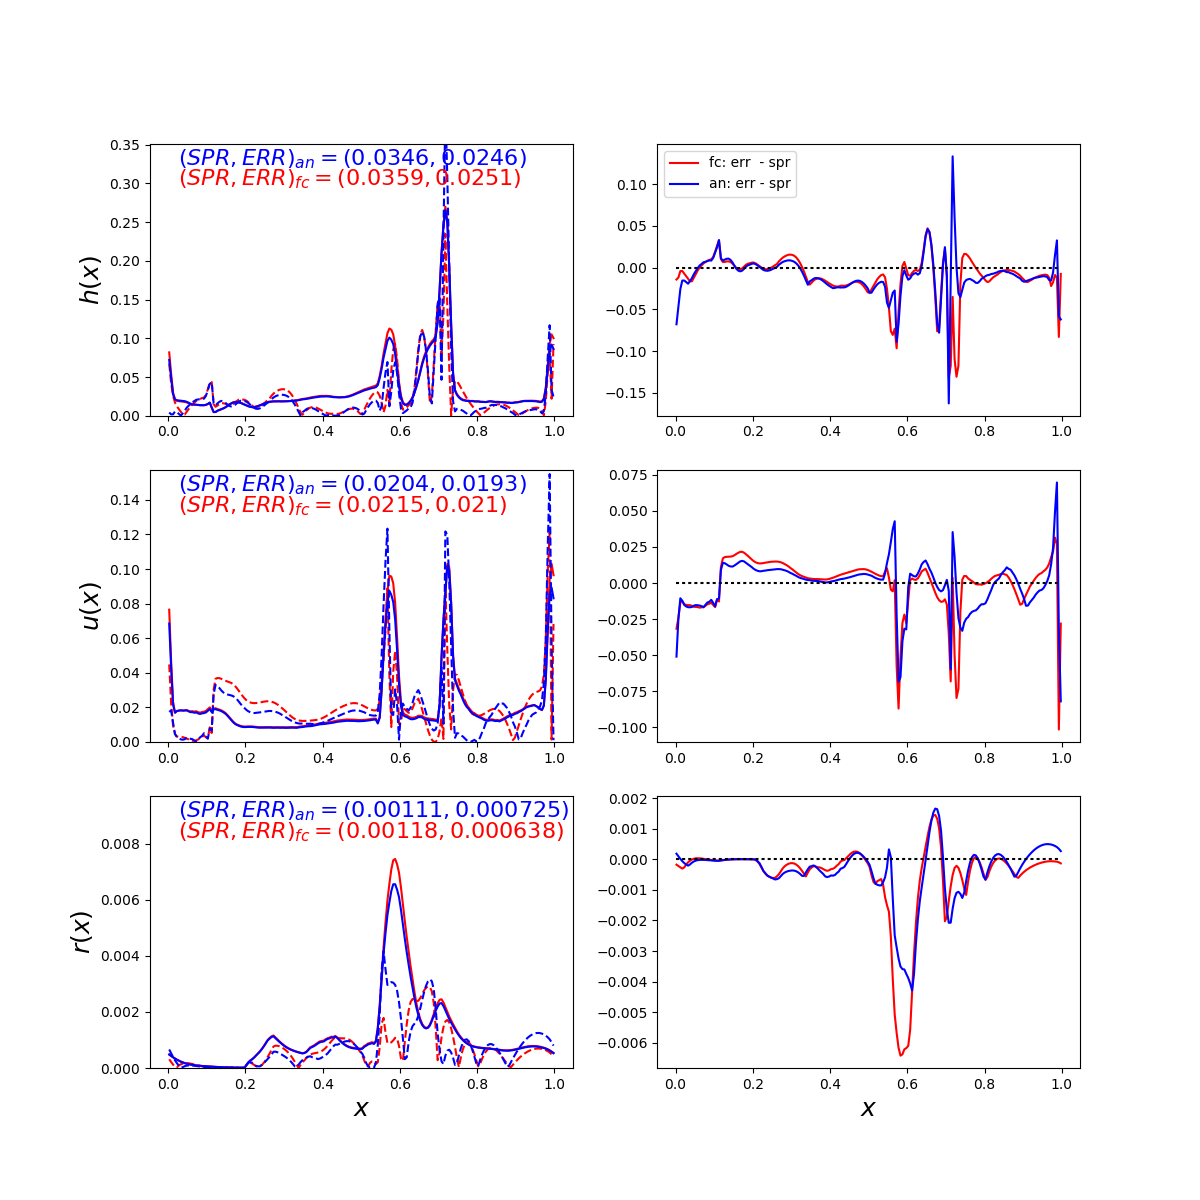 (SPR, ERR)an = (0.0346, 0.0246)
(SPR, ERR)fc = (0.0359, 0.0251)
h(x)
0.35
0.30
0.25
0.20
0.15
0.10
0.05
0.00
0.0 0.2 0.4 0.6 0.8 1.0
fc: err - spr
an: err - spr
0.10
0.05
0.00
−0.05
−0.10
−0.15
0.0 0.2 0.4 0.6 0.8 1.0
(SPR, ERR)an = (0.0204, 0.0193)
(SPR, ERR)fc = (0.0215, 0.021)
u(x)
0.14
0.12
0.10
0.08
0.06
0.04
0.02
0.00
0.0 0.2 0.4 0.6 0.8 1.0
0.075
0.050
0.025
0.000
−0.025
−0.050
−0.075
−0.100
0.0 0.2 0.4 0.6 0.8 1.0
(SPR, ERR)an = (0.00111, 0.000725)
(SPR, ERR)fc = (0.00118, 0.000638)
r(x)
0.008
0.006
0.004
0.002
0.000
0.0 0.2 0.4 0.6 0.8 1.0
x
0.002
0.001
0.000
−0.001
−0.002
−0.003
−0.004
−0.005
−0.006
0.0 0.2 0.4 0.6 0.8 1.0
x